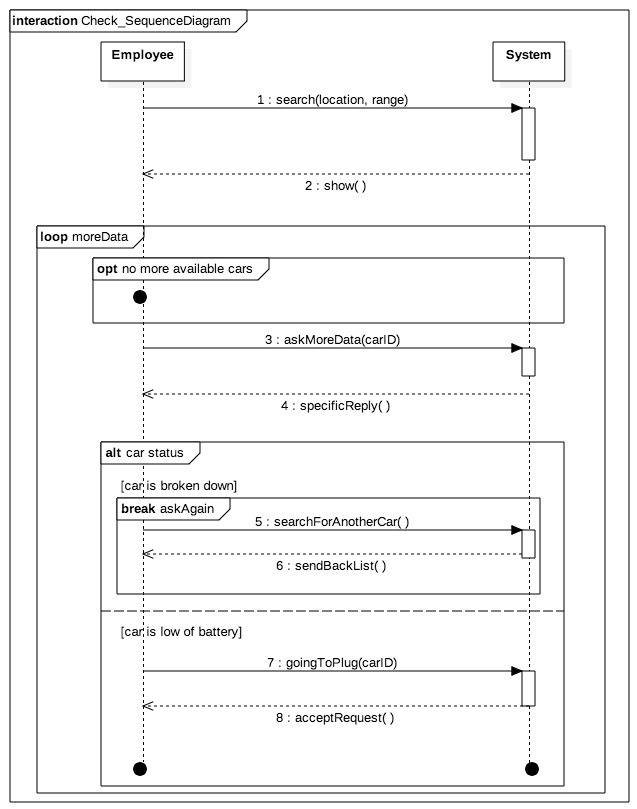 interaction Check_SequenceDiagram
Employee
System
1 : search(location, range)
2 : show( )
loop moreData
opt no more available cars
3 : askMoreData(carID)
4 : specificReply( )
alt car status
[car is broken down]
break askAgain
5 : searchForAnotherCar( )
6 : sendBackList( )
[car is low of battery]
7 : goingToPlug(carID)
8 : acceptRequest( )